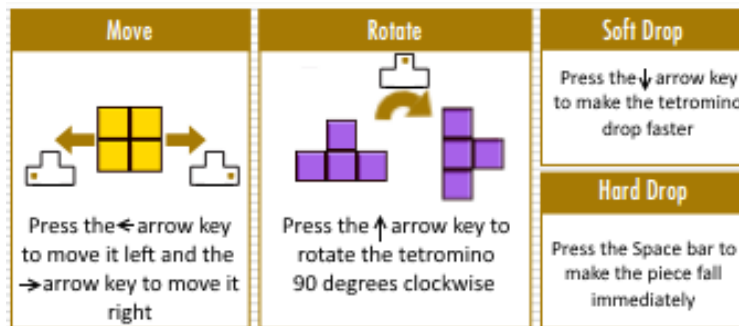 Move
Press the ← arrow key
to move it left and the
→ arrow key to move it
right
Rotate
Press the ↑ arrow key to
rotate the tetromino
90 degrees clockwise
Soft Drop
Press the ↓ arrow key
to make the tetromino
drop faster
Hard Drop
Press the Space bar to
make the piece fall
immediately